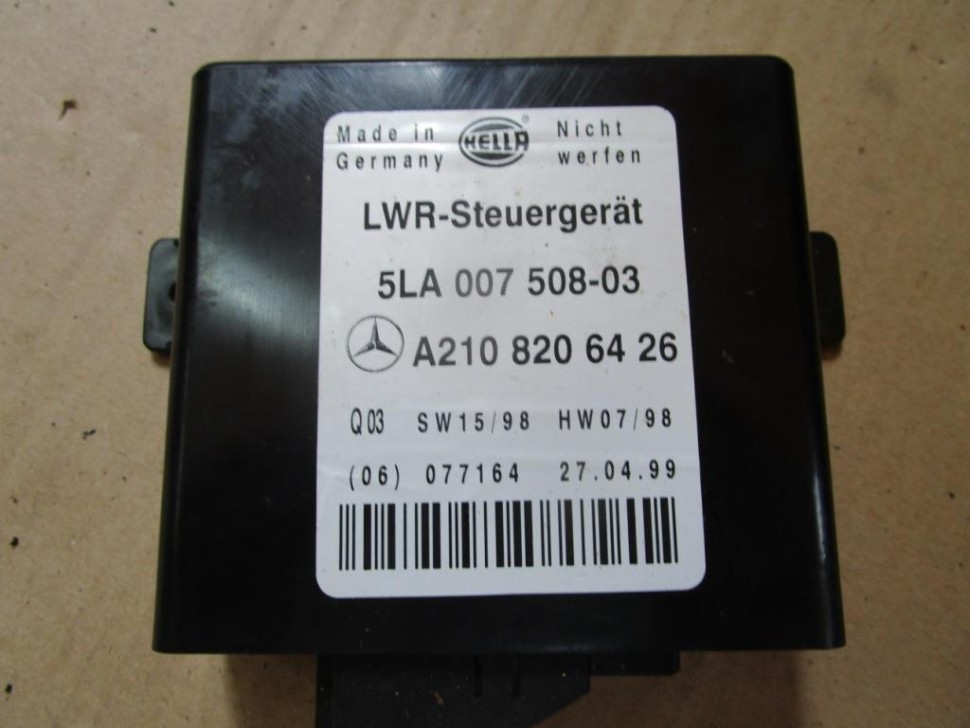 Made in HELLA® Nicht
Germany werfen
LWR-Steuergerät
5LA 007 508-03
A210 820 64 26
Q03 SW15/98 HW07/98
(06) 077164 27.04.99